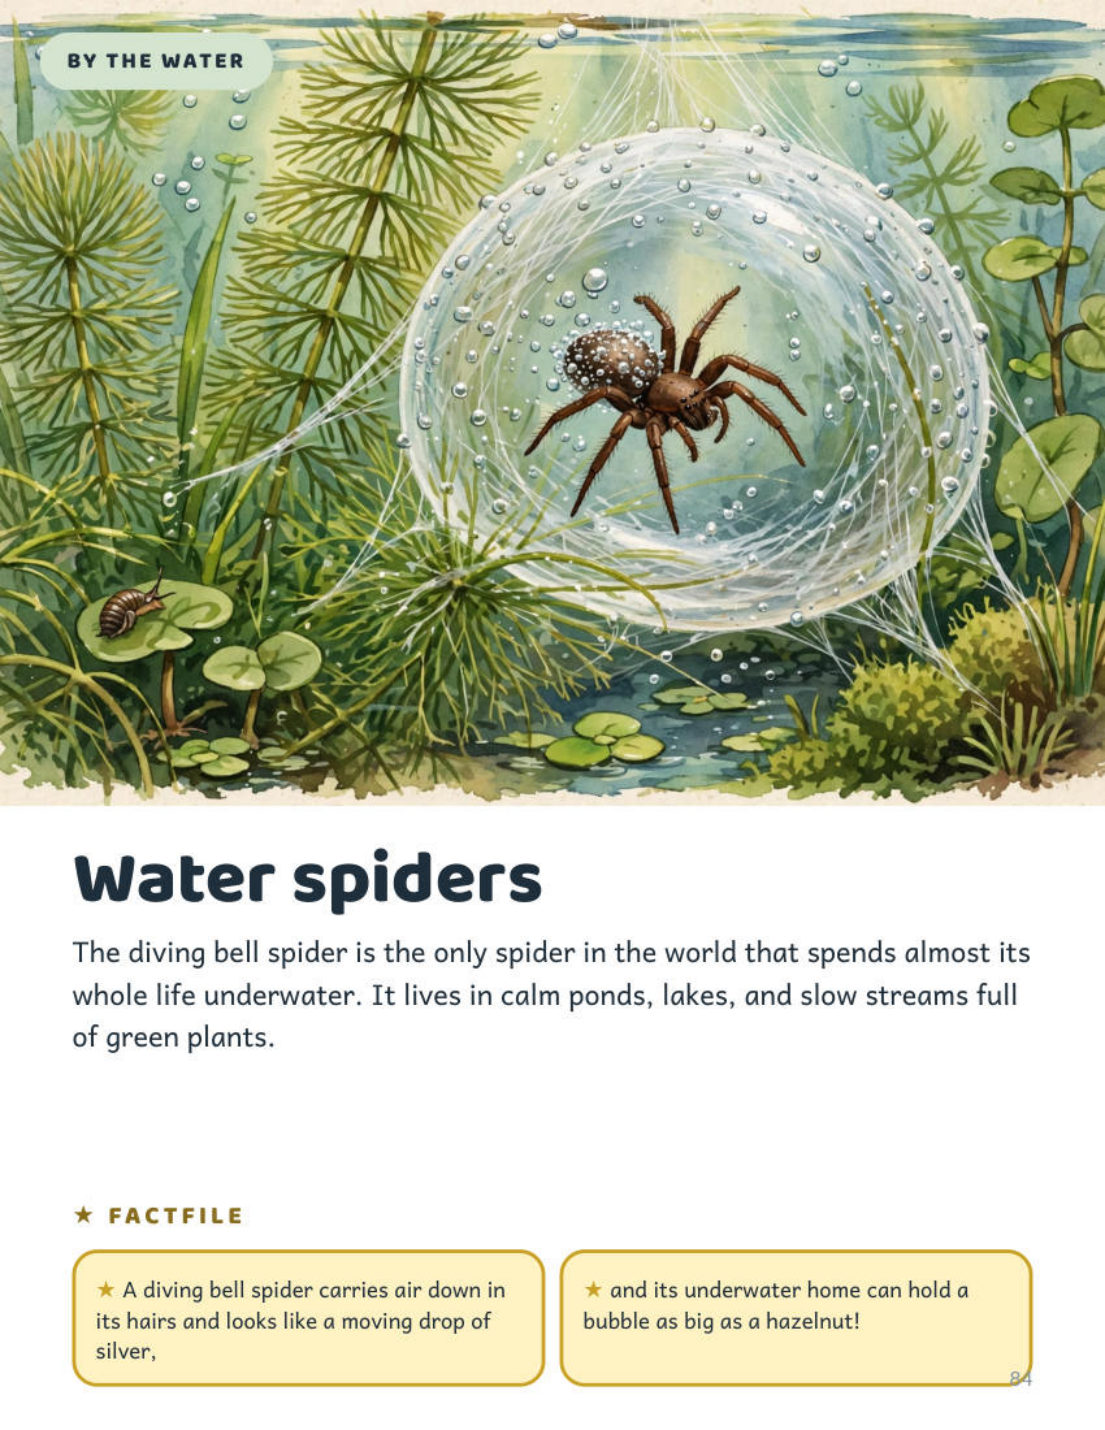 BY THE WATER
Water spiders
The diving bell spider is the only spider in the world that spends almost its
whole life underwater. It lives in calm ponds, lakes, and slow streams full
of green plants.
★ FACTFILE
★ A diving bell spider carries air down in
its hairs and looks like a moving drop of
silver,
★ and its underwater home can hold a
bubble as big as a hazelnut!
84